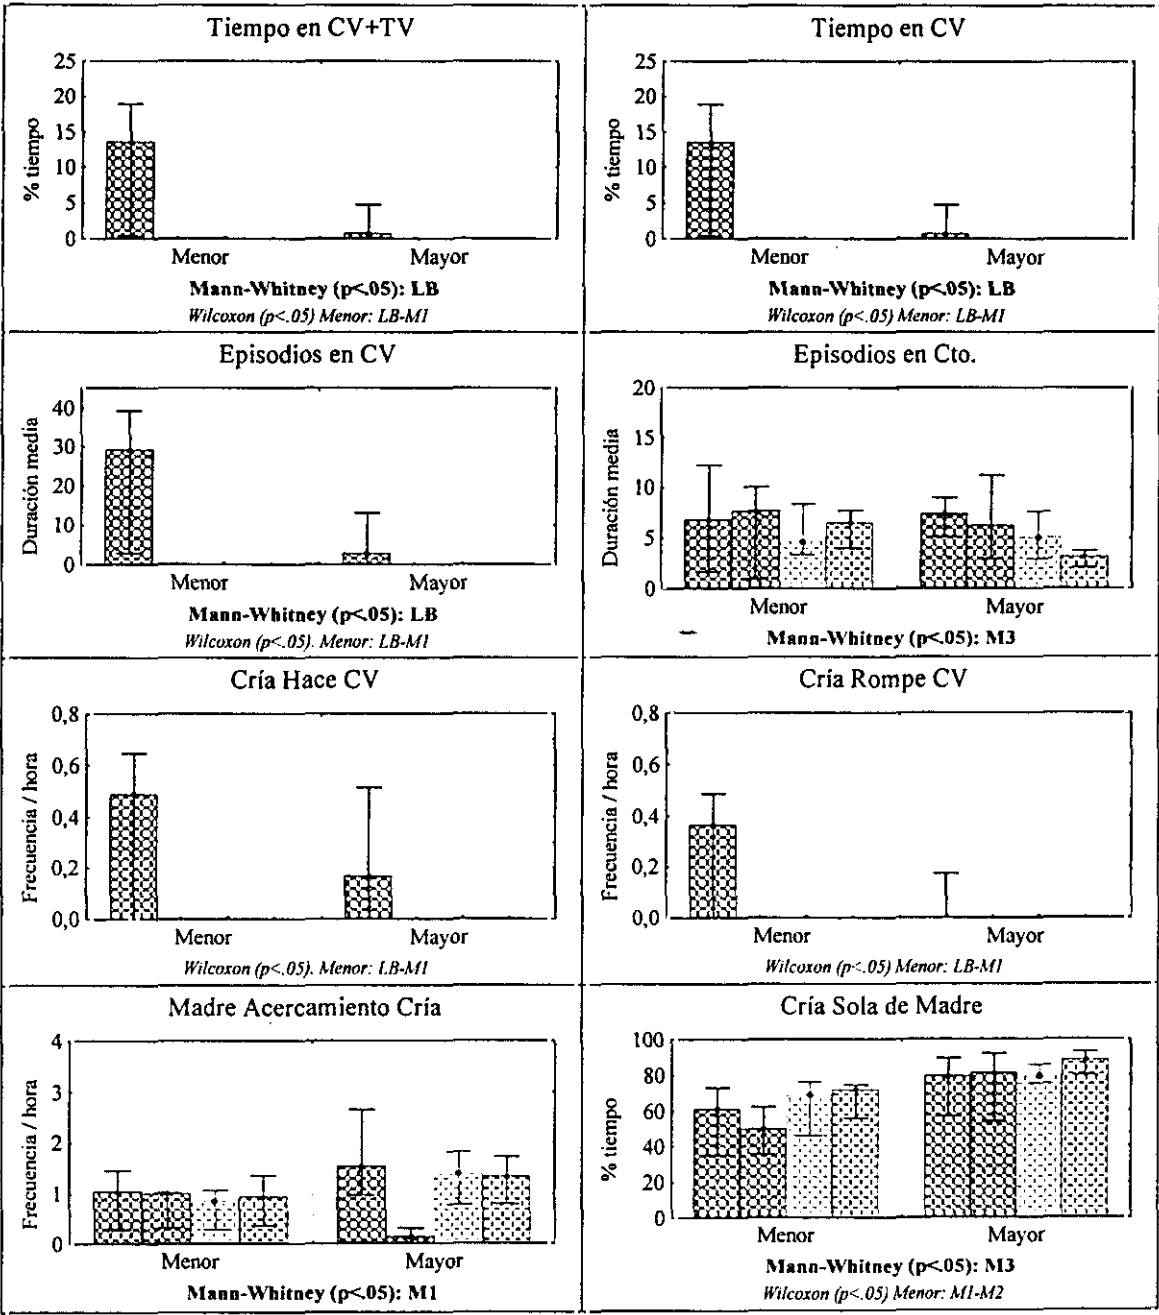 Tiempo en CV+TV
% tiempo
25
20
15
10
5
0
Menor Mayor
Mann-Whitney (p<.05): LB
Wilcoxon (p<.05) Menor: LB-M1
Tiempo en CV
% tiempo
25
20
15
10
5
0
Menor Mayor
Mann-Whitney (p<.05): LB
Wilcoxon (p<.05) Menor: LB-M1
Episodios en CV
Duración media
40
30
20
10
0
Menor Mayor
Mann-Whitney (p<.05): LB
Wilcoxon (p<.05). Menor: LB-M1
Episodios en Cto.
Duración media
20
15
10
5
0
Menor Mayor
Mann-Whitney (p<.05): M3
Cría Hace CV
Frecuencia / hora
0,8
0,6
0,4
0,2
0,0
Menor Mayor
Wilcoxon (p<.05). Menor: LB-M1
Cría Rompe CV
Frecuencia / hora
0,8
0,6
0,4
0,2
0,0
Menor Mayor
Wilcoxon (p<.05) Menor: LB-M1
Madre Acercamiento Cría
Frecuencia / hora
4
3
2
1
0
Menor Mayor
Mann-Whitney (p<.05): M1
Cría Sola de Madre
% tiempo
100
80
60
40
20
0
Menor Mayor
Mann-Whitney (p<.05): M3
Wilcoxon (p<.05) Menor: M1-M2